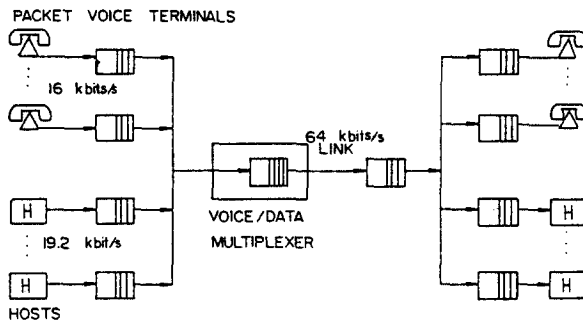 PACKET VOICE TERMINALS
16 kbits/s
64 kbits/s
LINK
VOICE/DATA
MULTIPLEXER
H
19.2 kbit/s
H
HOSTS
H
H